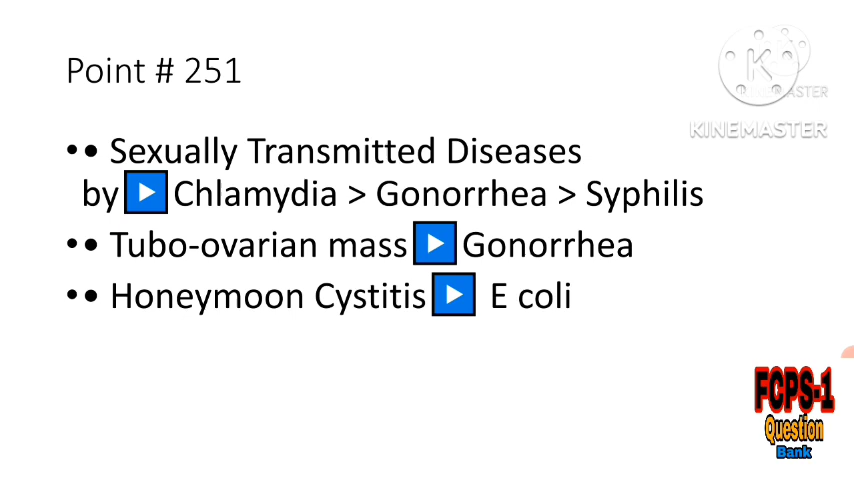 Point # 251
KINEMASTER
KINEMASTER
•• Sexually Transmitted Diseases
by ▶ Chlamydia > Gonorrhea > Syphilis
•• Tubo-ovarian mass ▶ Gonorrhea
•• Honeymoon Cystitis ▶ E coli
FCPS-1
Question
Bank